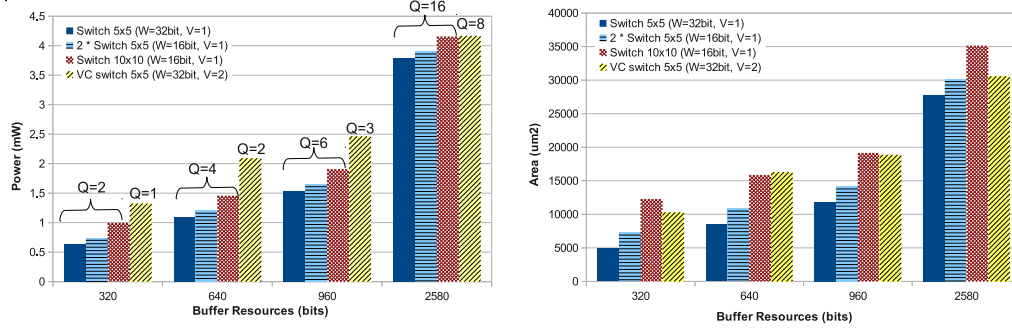 Q=16
Q=8
4,5
Switch 5x5 (W=32bit, V=1)
2 * Switch 5x5 (W=16bit, V=1)
Switch 10x10 (W=16bit, V=1)
VC switch 5x5 (W=32bit, V=2)
4
3,5
3
2,5
2
1,5
1
0,5
0
Power (mW)
Q=2
Q=1
Q=4
Q=2
Q=6
Q=3
320
640
960
2580
Buffer Resources (bits)
40000
Switch 5x5 (W=32bit, V=1)
2 * Switch 5x5 (W=16bit, V=1)
Switch 10x10 (W=16bit, V=1)
VC switch 5x5 (W=32bit, V=2)
35000
30000
25000
20000
15000
10000
5000
0
Area (um2)
320
640
960
2580
Buffer Resources (bits)